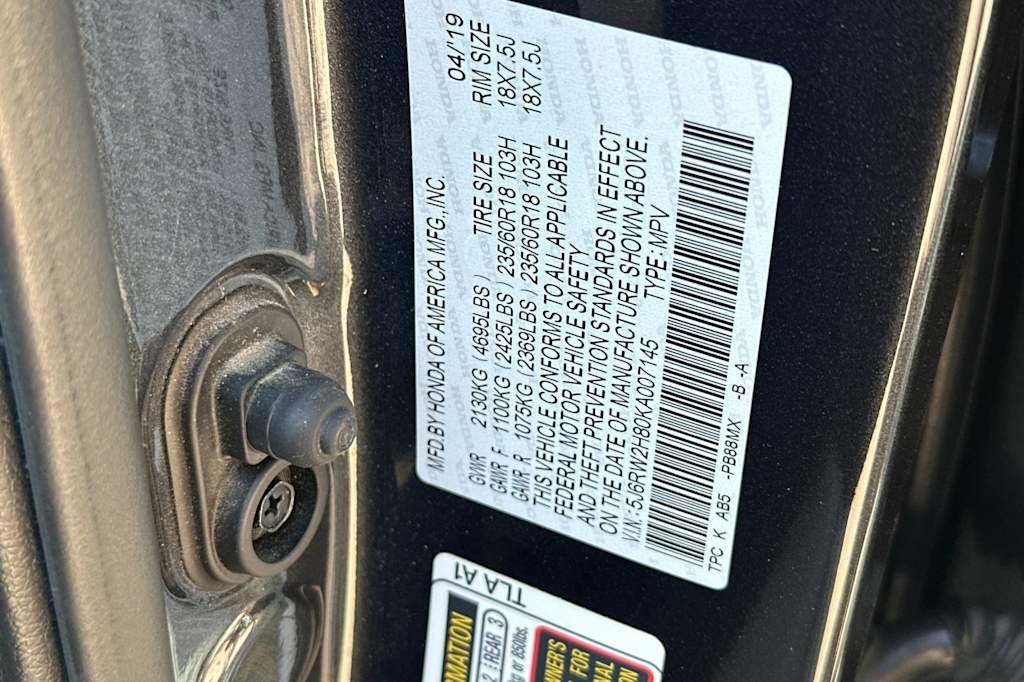 MFD.BY HONDA OF AMERICA MFG., INC. 04/'19
GVWR 2130KG (4695LBS) TIRE SIZE RIM SIZE
GAWR F 1100KG (2425LBS) 235/60R18 103H 18X7.5J
GAWR R 1075KG (2369LBS) 235/60R18 103H 18X7.5J
THIS VEHICLE CONFORMS TO ALL APPLICABLE
FEDERAL MOTOR VEHICLE SAFETY
AND THEFT PREVENTION STANDARDS IN EFFECT
ON THE DATE OF MANUFACTURE SHOWN ABOVE.
V.I.N.: 5J6RW2H80KA007145 TYPE: MPV
TPC K AB5 -PB88MX -B -A
TLA A1
REAR 3